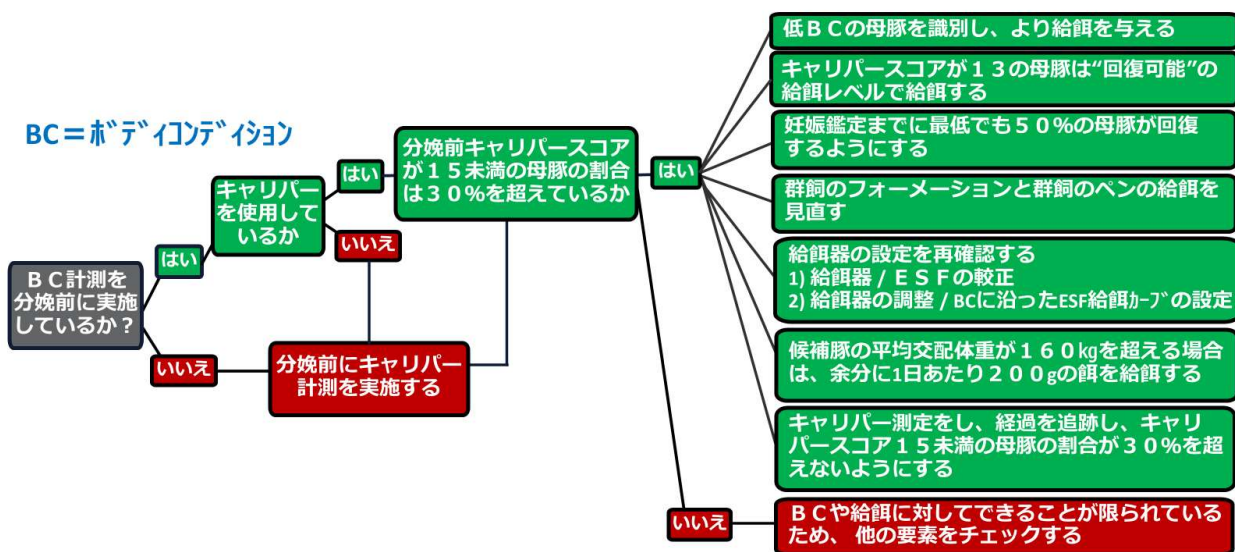 BC=ボディコンディション
BC計測を
分娩前に実施
しているか？
はい
いいえ
キャリパー
を使用して
いるか
はい
いいえ
分娩前にキャリパー
計測を実施する
分娩前キャリパースコア
が15未満の母豚の割合
は30%を超えているか
はい
いいえ
低BCの母豚を識別し、より給餌を与える
キャリパースコアが13の母豚は“回復可能”の
給餌レベルで給餌する
妊娠鑑定までに最低でも50%の母豚が回復
するようにする
群飼のフォーメーションと群飼のペンの給餌を
見直す
給餌器の設定を再確認する
1) 給餌器 / ESFの較正
2) 給餌器の調整 / BCに沿ったESF給餌ｶｰﾌﾞの設定
候補豚の平均交配体重が160㎏を超える場合
は、余分に1日あたり200gの餌を給餌する
キャリパー測定をし、経過を追跡し、キャリ
パースコア15未満の母豚の割合が30%を超
えないようにする
BCや給餌に対してできることが限られている
ため、 他の要素をチェックする